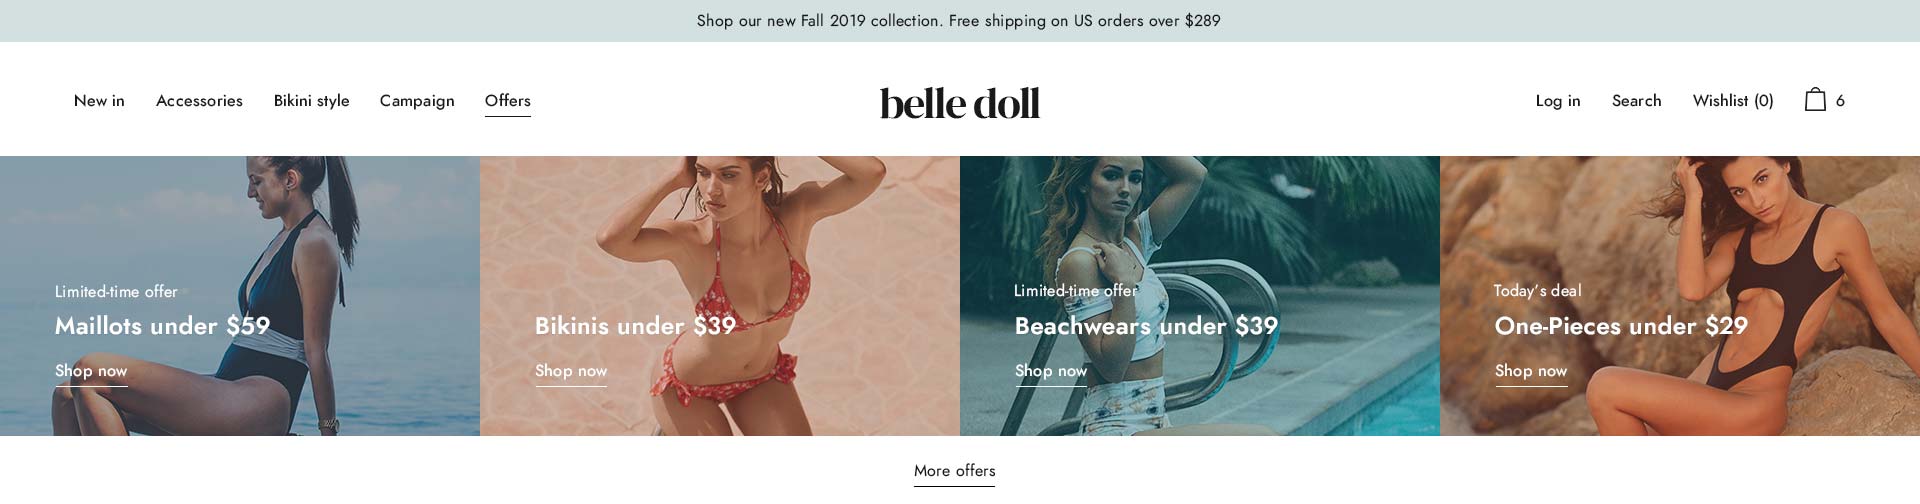 Shop our new Fall 2019 collection. Free shipping on US orders over $289
New in Accessories Bikini style Campaign Offers
belle doll
Log in Search Wishlist (0) 6
Limited-time offer
Maillots under $59
Shop now
Bikinis under $39
Shop now
Limited-time offer
Beachwears under $39
Shop now
Today's deal
One-Pieces under $29
Shop now
More offers